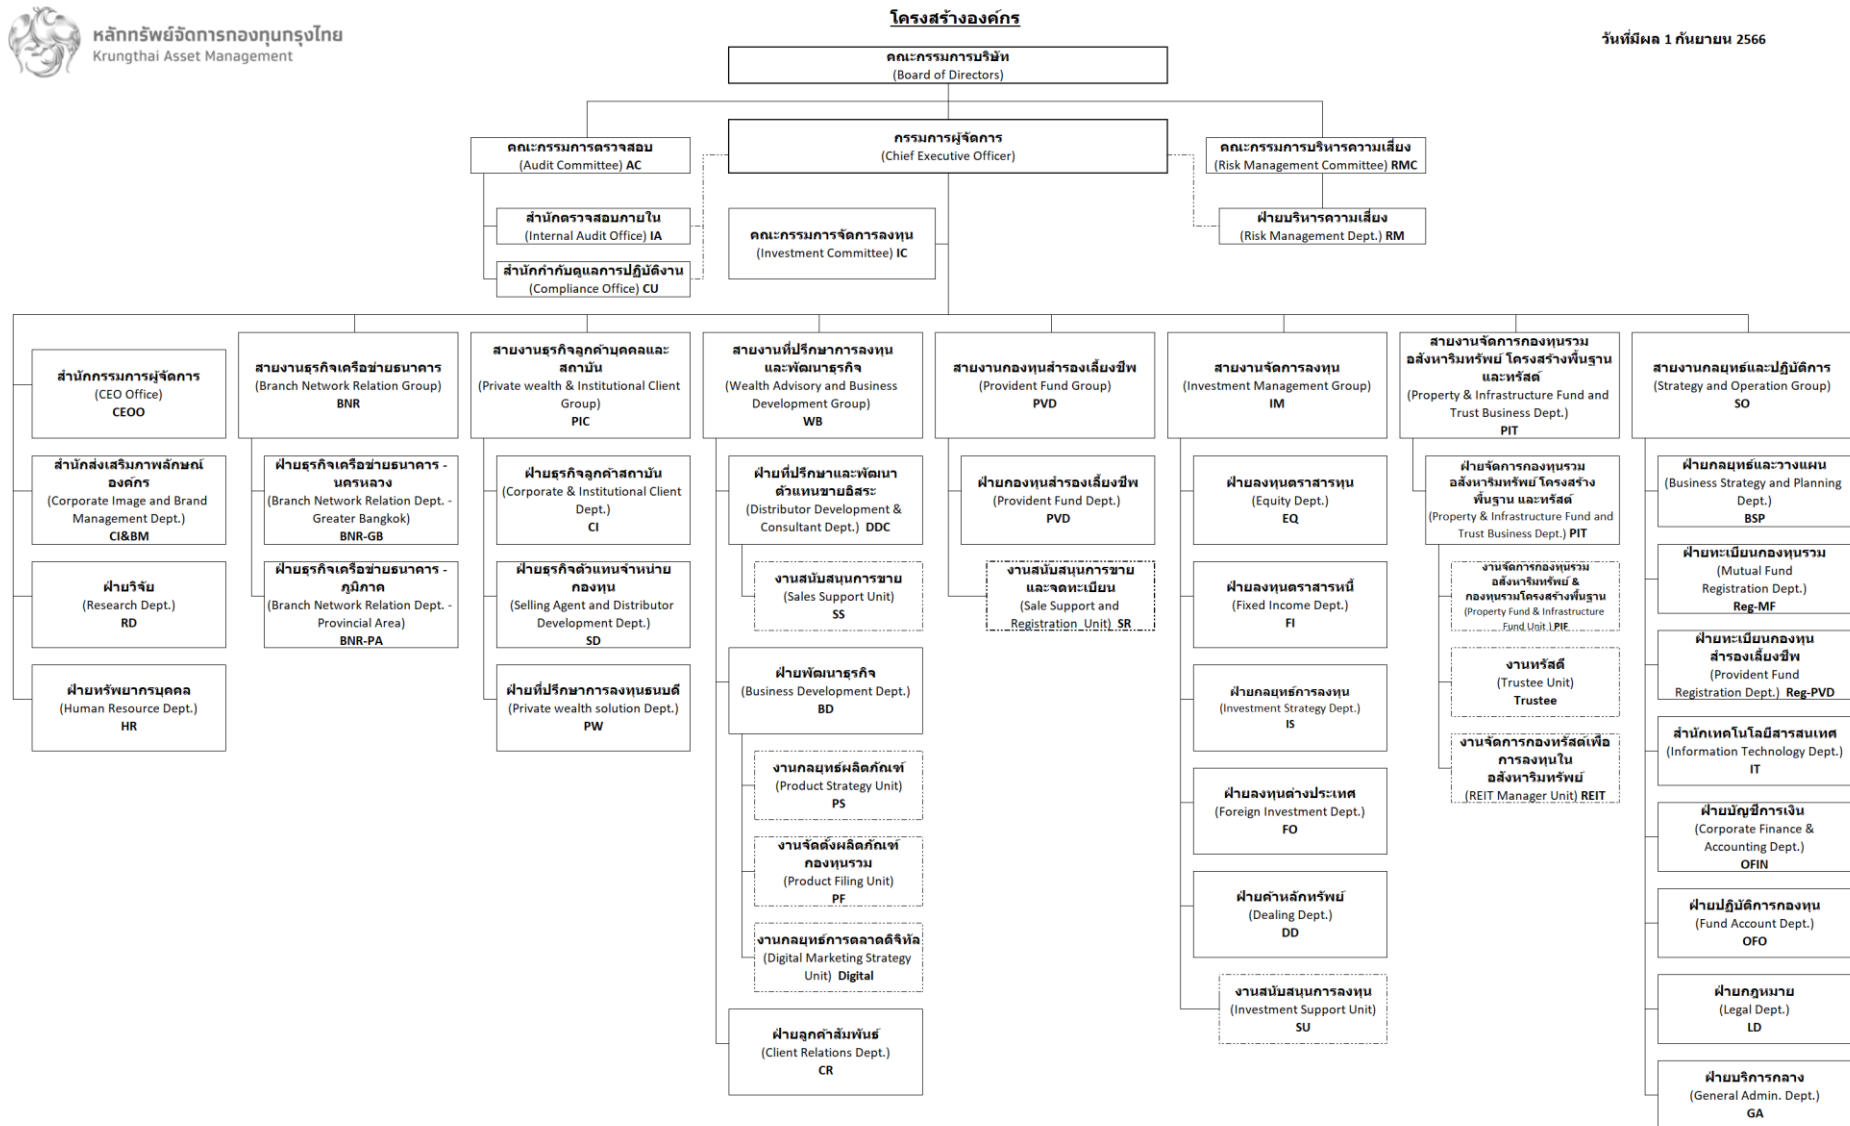 หลักทรัพย์จัดการกองทุนกรุงไทย
Krungthai Asset Management
โครงสร้างองค์กร
วันที่มีผล 1 กันยายน 2566
คณะกรรมการบริษัท
(Board of Directors)
กรรมการผู้จัดการ
(Chief Executive Officer)
คณะกรรมการตรวจสอบ
(Audit Committee) AC
คณะกรรมการบริหารความเสี่ยง
(Risk Management Committee) RMC
สำนักตรวจสอบภายใน
(Internal Audit Office) IA
คณะกรรมการจัดการลงทุน
(Investment Committee) IC
ฝ่ายบริหารความเสี่ยง
(Risk Management Dept.) RM
สำนักกำกับดูแลการปฏิบัติงาน
(Compliance Office) CU
สำนักกรรมการผู้จัดการ
(CEO Office)
CEOO
สำนักส่งเสริมภาพลักษณ์
องค์กร
(Corporate Image and Brand
Management Dept.)
CI&BM
ฝ่ายวิจัย
(Research Dept.)
RD
ฝ่ายทรัพยากรบุคคล
(Human Resource Dept.)
HR
สายงานธุรกิจเครือข่ายธนาคาร
(Branch Network Relation Group)
BNR
ฝ่ายธุรกิจเครือข่ายธนาคาร -
นครหลวง
(Branch Network Relation Dept. -
Greater Bangkok)
BNR-GB
ฝ่ายธุรกิจเครือข่ายธนาคาร -
ภูมิภาค
(Branch Network Relation Dept. -
Provincial Area)
BNR-PA
สายงานธุรกิจลูกค้าบุคคลและ
สถาบัน
(Private wealth & Institutional Client
Group)
PIC
ฝ่ายธุรกิจลูกค้าสถาบัน
(Corporate & Institutional Client
Dept.)
CI
ฝ่ายธุรกิจตัวแทนจำหน่าย
กองทุน
(Selling Agent and Distributor
Development Dept.)
SD
ฝ่ายที่ปรึกษาการลงทุนธนบดี
(Private wealth solution Dept.)
PW
สายงานที่ปรึกษาการลงทุน
และพัฒนาธุรกิจ
(Wealth Advisory and Business
Development Group)
WB
ฝ่ายที่ปรึกษาและพัฒนา
ตัวแทนขายอิสระ
(Distributor Development &
Consultant Dept.) DDC
งานสนับสนุนการขาย
(Sales Support Unit)
SS
ฝ่ายพัฒนาธุรกิจ
(Business Development Dept.)
BD
งานกลยุทธ์ผลิตภัณฑ์
(Product Strategy Unit)
PS
งานจัดตั้งผลิตภัณฑ์
กองทุนรวม
(Product Filing Unit)
PF
งานกลยุทธ์การตลาดดิจิทัล
(Digital Marketing Strategy
Unit) Digital
ฝ่ายลูกค้าสัมพันธ์
(Client Relations Dept.)
CR
สายงานกองทุนสำรองเลี้ยงชีพ
(Provident Fund Group)
PVD
ฝ่ายกองทุนสำรองเลี้ยงชีพ
(Provident Fund Dept.)
PVD
งานสนับสนุนการขาย
และจดทะเบียน
(Sale Support and
Registration Unit) SR
สายงานจัดการลงทุน
(Investment Management Group)
IM
ฝ่ายลงทุนตราสารทุน
(Equity Dept.)
EQ
ฝ่ายลงทุนตราสารหนี้
(Fixed Income Dept.)
FI
ฝ่ายกลยุทธ์การลงทุน
(Investment Strategy Dept.)
IS
ฝ่ายลงทุนต่างประเทศ
(Foreign Investment Dept.)
FO
ฝ่ายค้าหลักทรัพย์
(Dealing Dept.)
DD
งานสนับสนุนการลงทุน
(Investment Support Unit)
SU
สายงานจัดการกองทุนรวม
อสังหาริมทรัพย์ โครงสร้างพื้นฐาน
และทรัสต์
(Property & Infrastructure Fund and
Trust Business Dept.)
PIT
ฝ่ายจัดการกองทุนรวม
อสังหาริมทรัพย์ โครงสร้าง
พื้นฐาน และทรัสต์
(Property & Infrastructure Fund and
Trust Business Dept.) PIT
งานจัดการกองทุนรวม
อสังหาริมทรัพย์ &
กองทุนรวมโครงสร้างพื้นฐาน
(Property Fund & Infrastructure
Fund Unit ) PIF
งานทรัสตี
(Trustee Unit)
Trustee
งานจัดการกองทรัสต์เพื่อ
การลงทุนใน
อสังหาริมทรัพย์
(REIT Manager Unit) REIT
สายงานกลยุทธ์และปฏิบัติการ
(Strategy and Operation Group)
SO
ฝ่ายกลยุทธ์และวางแผน
(Business Strategy and Planning
Dept.)
BSP
ฝ่ายทะเบียนกองทุนรวม
(Mutual Fund
Registration Dept.)
Reg-MF
ฝ่ายทะเบียนกองทุน
สำรองเลี้ยงชีพ
(Provident Fund
Registration Dept.) Reg-PVD
สำนักเทคโนโลยีสารสนเทศ
(Information Technology Dept.)
IT
ฝ่ายบัญชีการเงิน
(Corporate Finance &
Accounting Dept.)
OFIN
ฝ่ายปฏิบัติการกองทุน
(Fund Account Dept.)
OFO
ฝ่ายกฎหมาย
(Legal Dept.)
LD
ฝ่ายบริการกลาง
(General Admin. Dept.)
GA